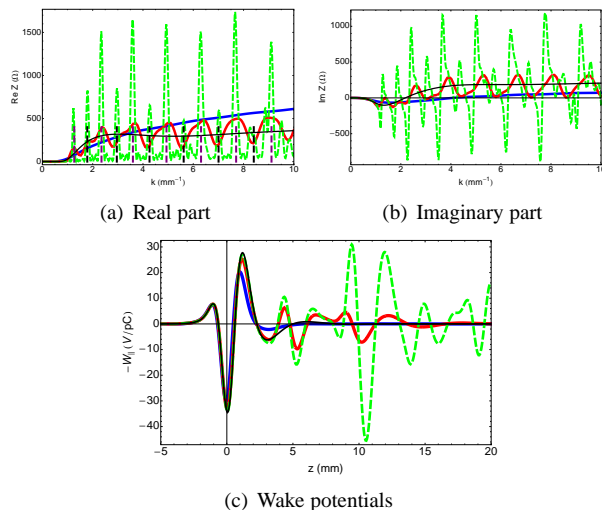 1500
1000
500
0
Re Z (Ω)
0 2 4 6 8 10
k (mm⁻¹)
(a) Real part
1000
500
0
−500
Im Z (Ω)
0 2 4 6 8 10
k (mm⁻¹)
(b) Imaginary part
30
20
10
0
−10
−20
−30
−40
−W∥ (V/pC)
−5 0 5 10 15 20
z (mm)
(c) Wake potentials